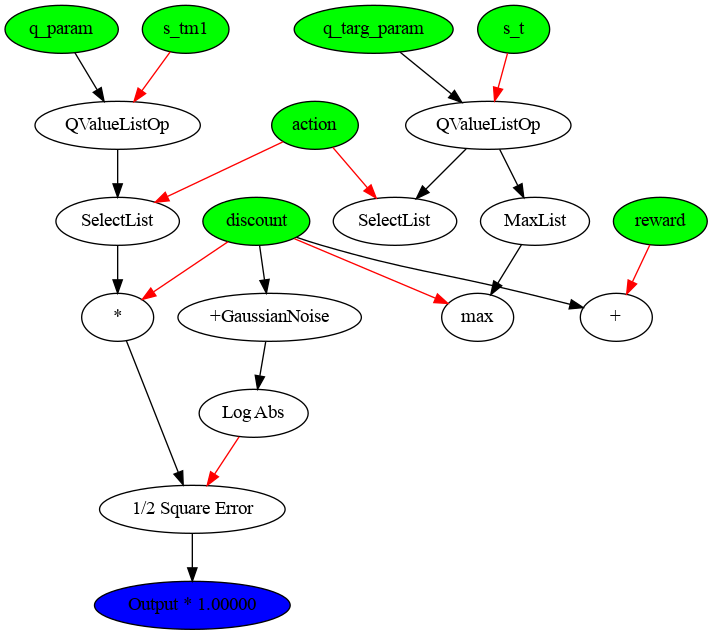 q_param
s_tm1
q_targ_param
s_t
QValueListOp
action
QValueListOp
SelectList
discount
SelectList
MaxList
reward
*
+GaussianNoise
max
+
Log Abs
1/2 Square Error
Output * 1.00000